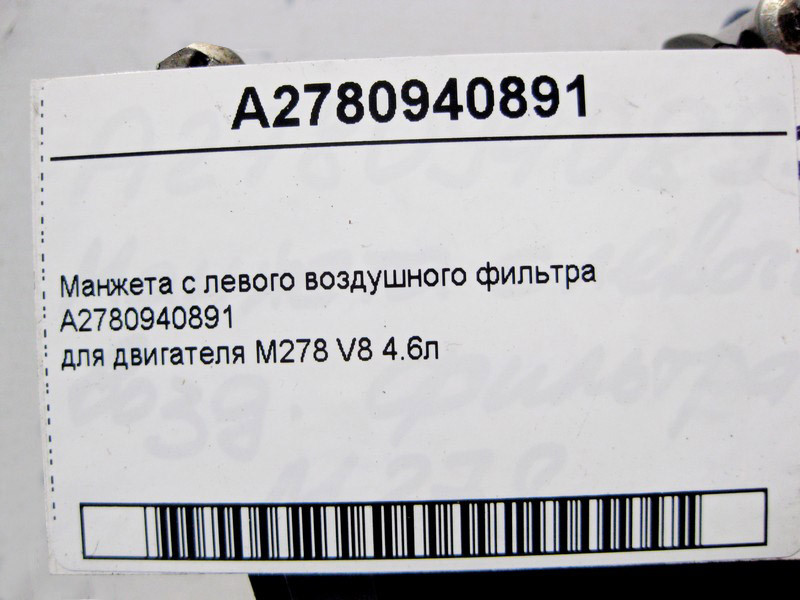 A2780940891
Манжета с левого воздушного фильтра
A2780940891
для двигателя M278 V8 4.6л